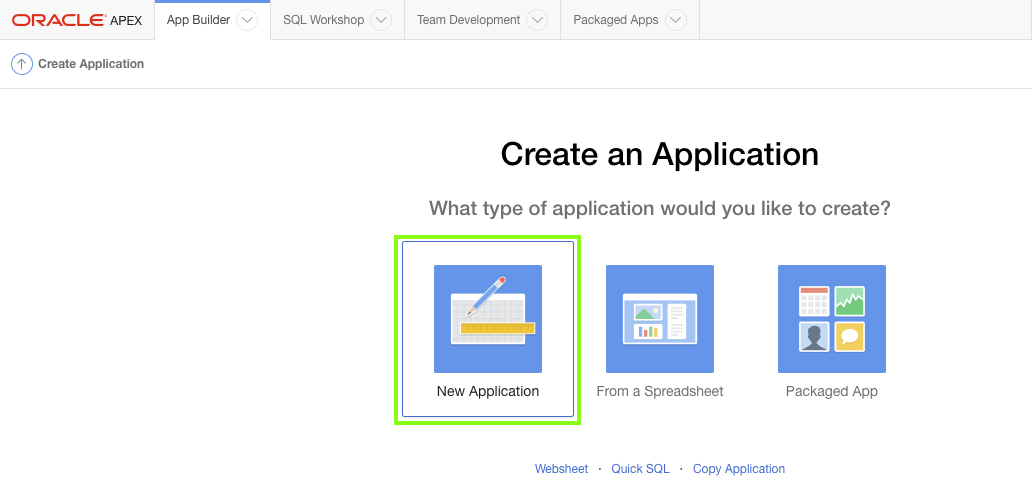 ORACLE APEX App Builder SQL Workshop Team Development Packaged Apps
Create Application
Create an Application
What type of application would you like to create?
New Application From a Spreadsheet Packaged App
Websheet · Quick SQL · Copy Application